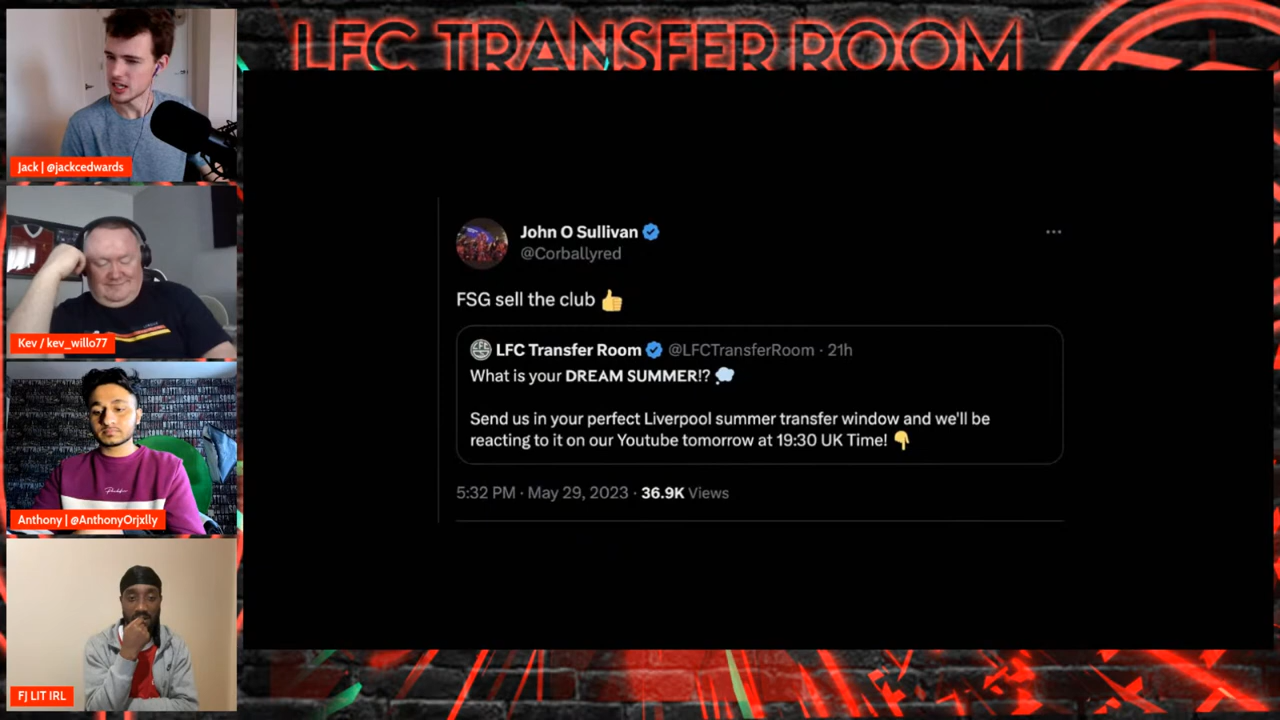 LFC TRANSFER ROOM
Jack | @jackcedwards
Kev / kev_willo77
Anthony | @AnthonyOrjxlly
FJ LIT IRL
John O Sullivan
@Corballyred
FSG sell the club 👍
LFC Transfer Room @LFCTransferRoom · 21h
What is your DREAM SUMMER!? 💭
Send us in your perfect Liverpool summer transfer window and we'll be
reacting to it on our Youtube tomorrow at 19:30 UK Time! 👇
5:32 PM · May 29, 2023 · 36.9K Views